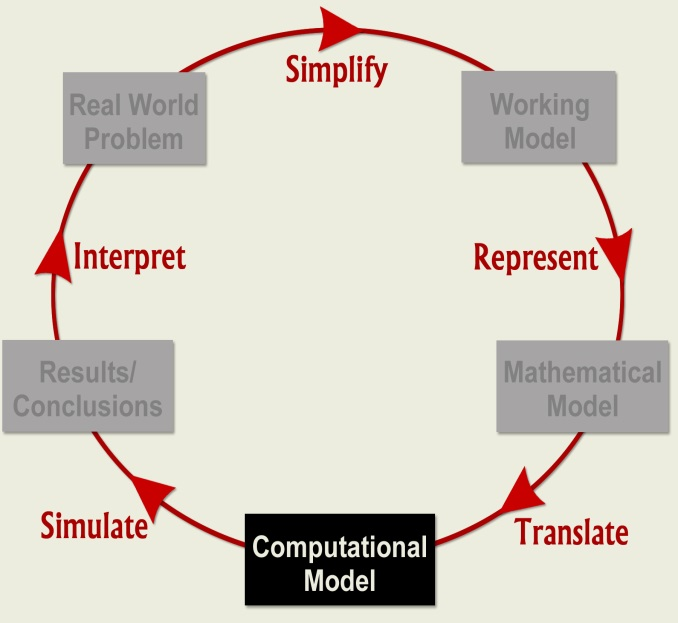 Simplify
Real World
Problem
Working
Model
Interpret
Represent
Results/
Conclusions
Mathematical
Model
Simulate
Computational
Model
Translate